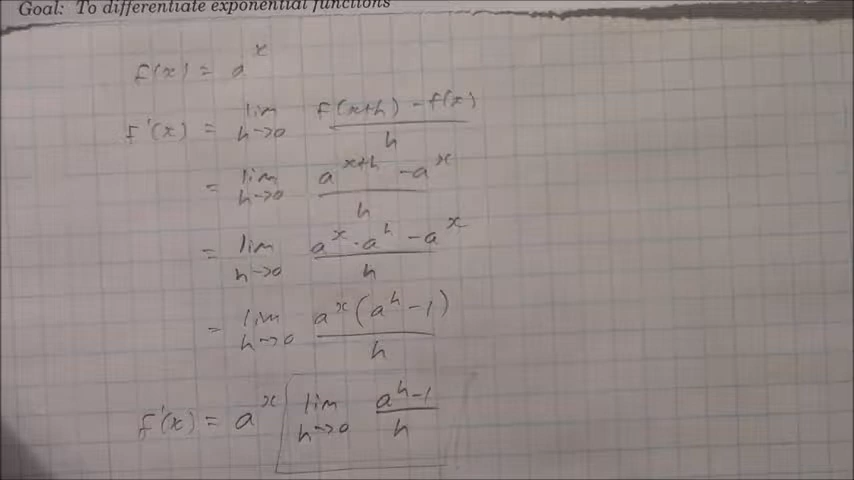 Goal: To differentiate exponential functions
f(x) = a^x
f'(x) = lim h→0 f(x+h) - f(x) / h
= lim h→0 a^x+h - a^x / h
= lim h→0 a^x · a^h - a^x / h
= lim h→0 a^x (a^h - 1) / h
f'(x) = a^x lim h→0 a^h - 1 / h